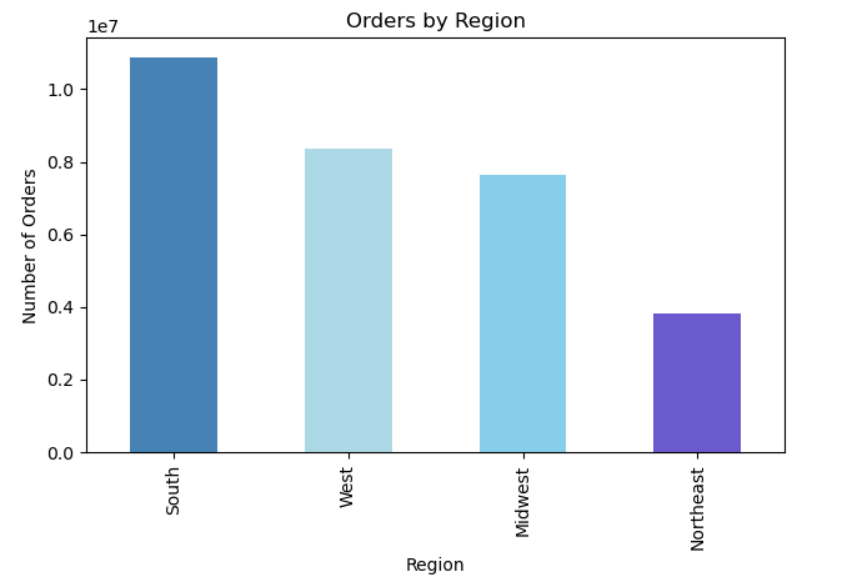 Orders by Region
1e7
1.0
0.8
0.6
0.4
0.2
0.0
Number of Orders
South
West
Midwest
Northeast
Region